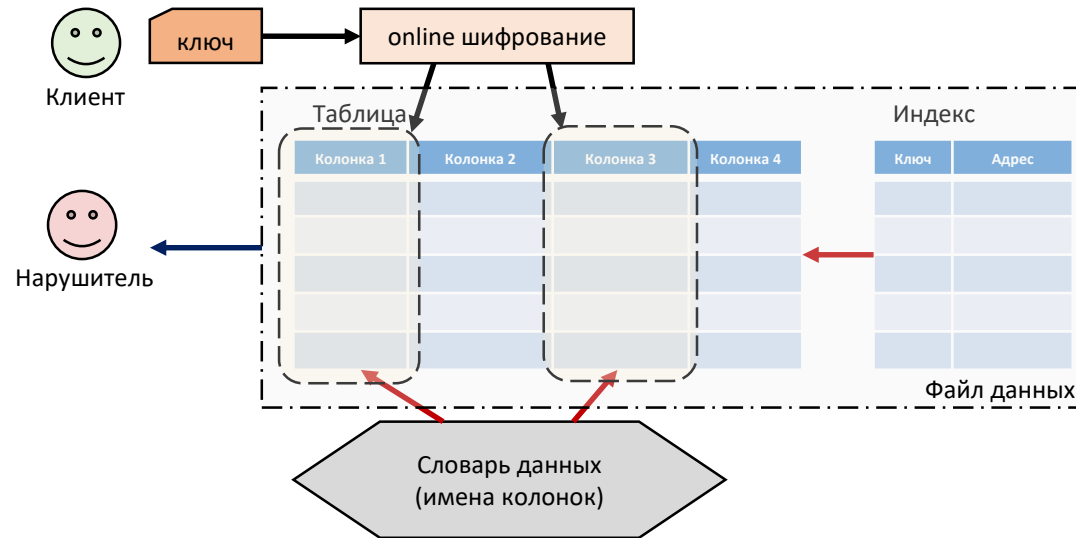 ключ
online шифрование
Клиент
Таблица
Индекс
Колонка 1
Колонка 2
Колонка 3
Колонка 4
Ключ
Адрес
Нарушитель
Файл данных
Словарь данных
(имена колонок)